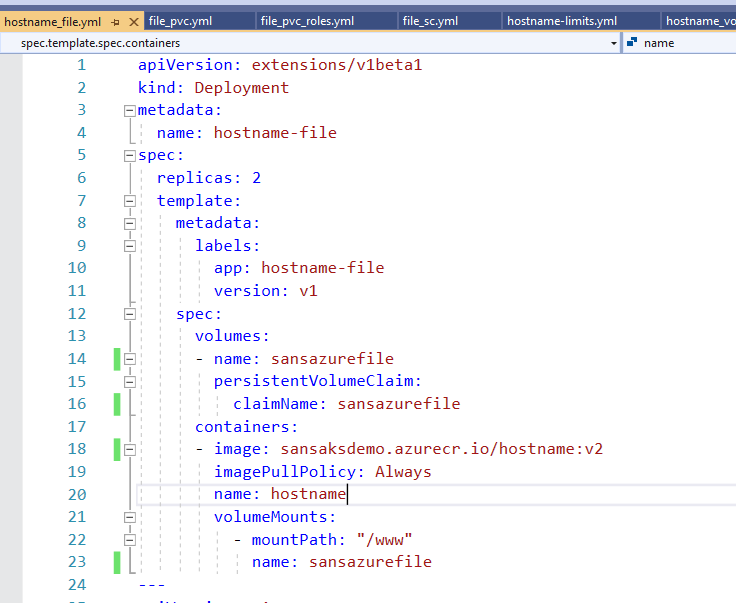 hostname_file.yml
file_pvc.yml
file_pvc_roles.yml
file_sc.yml
hostname-limits.yml
spec.template.spec.containers
name
1 apiVersion: extensions/v1beta1
2 kind: Deployment
3 metadata:
4 name: hostname-file
5 spec:
6 replicas: 2
7 template:
8 metadata:
9 labels:
10 app: hostname-file
11 version: v1
12 spec:
13 volumes:
14 - name: sansazurefile
15 persistentVolumeClaim:
16 claimName: sansazurefile
17 containers:
18 - image: sansaksdemo.azurecr.io/hostname:v2
19 imagePullPolicy: Always
20 name: hostname
21 volumeMounts:
22 - mountPath: "/www"
23 name: sansazurefile
24 ---